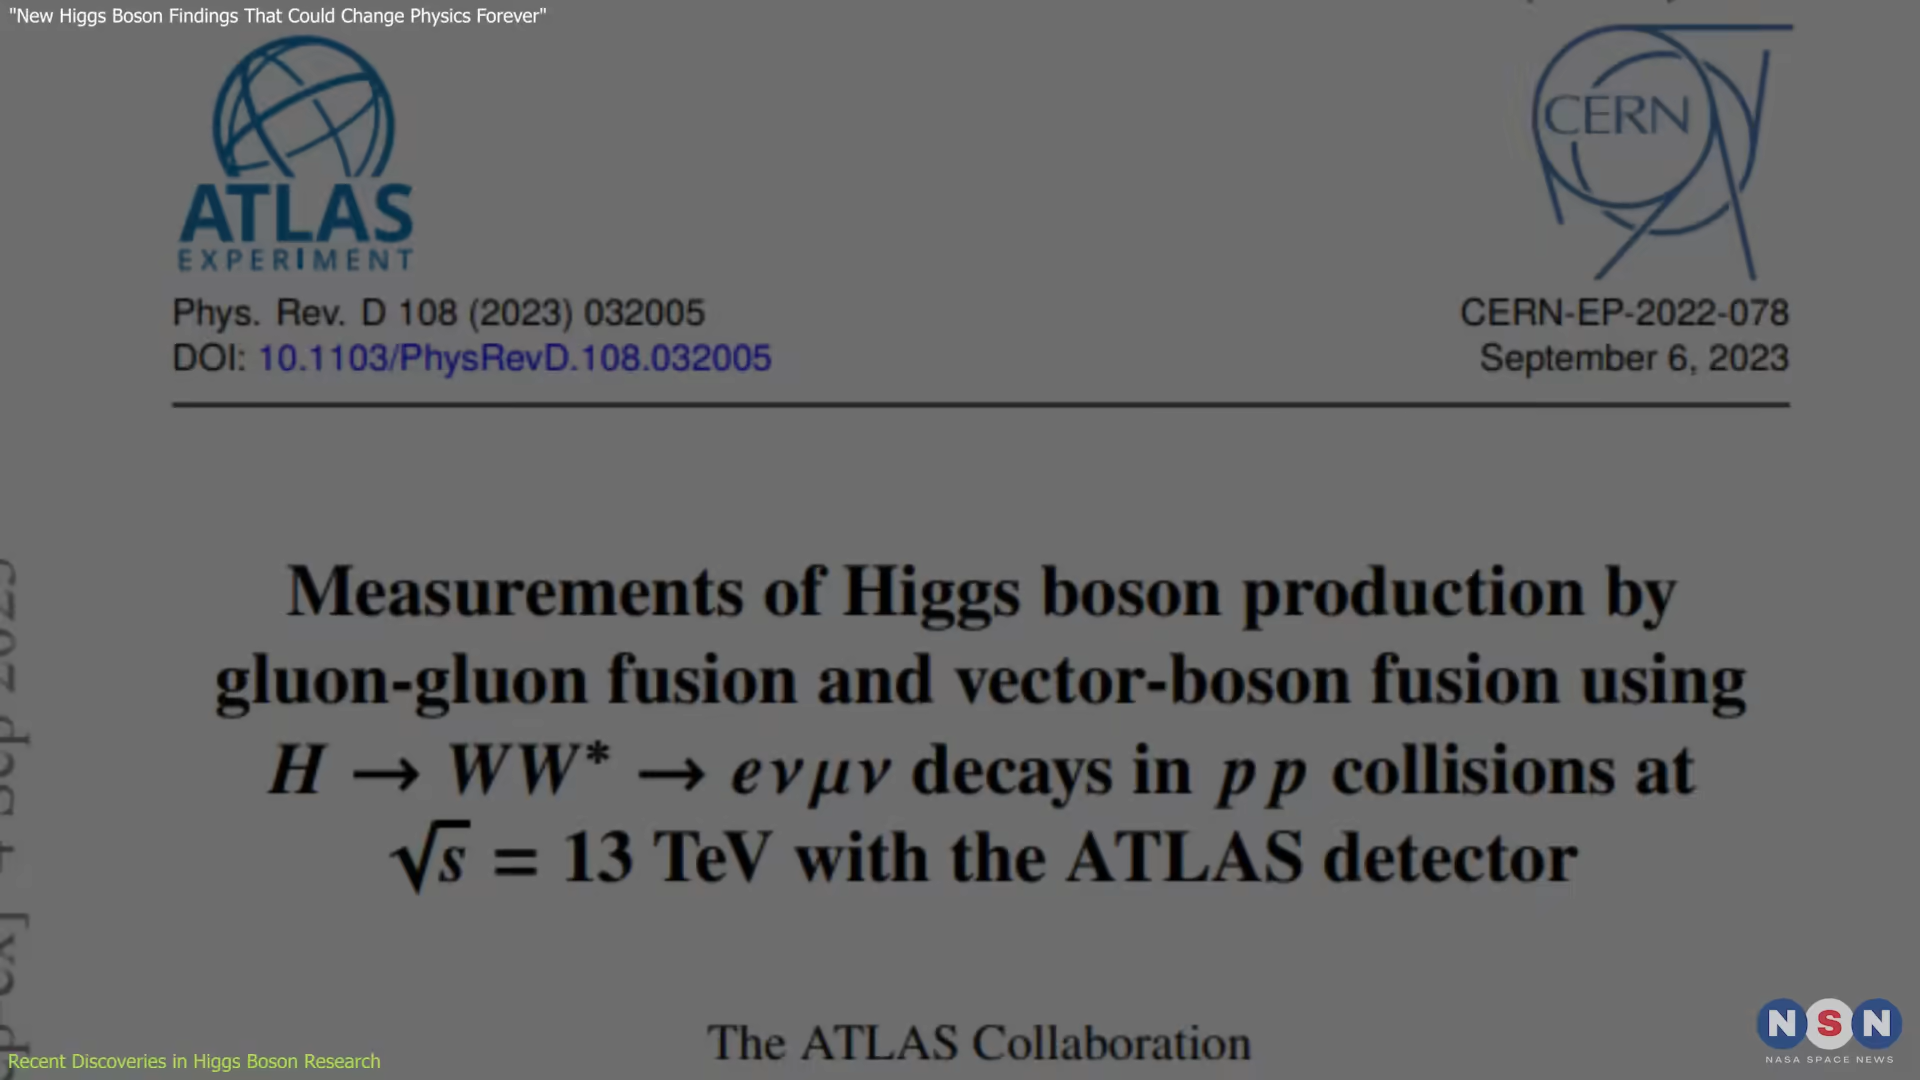 "New Higgs Boson Findings That Could Change Physics Forever"
ATLAS
EXPERIMENT
CERN
Phys. Rev. D 108 (2023) 032005
DOI: 10.1103/PhysRevD.108.032005
CERN-EP-2022-078
September 6, 2023
Measurements of Higgs boson production by
gluon-gluon fusion and vector-boson fusion using
H → WW* → eνμν decays in pp collisions at
√s = 13 TeV with the ATLAS detector
The ATLAS Collaboration
4 Sep 2023
Recent Discoveries in Higgs Boson Research
NSN
NASA SPACE NEWS